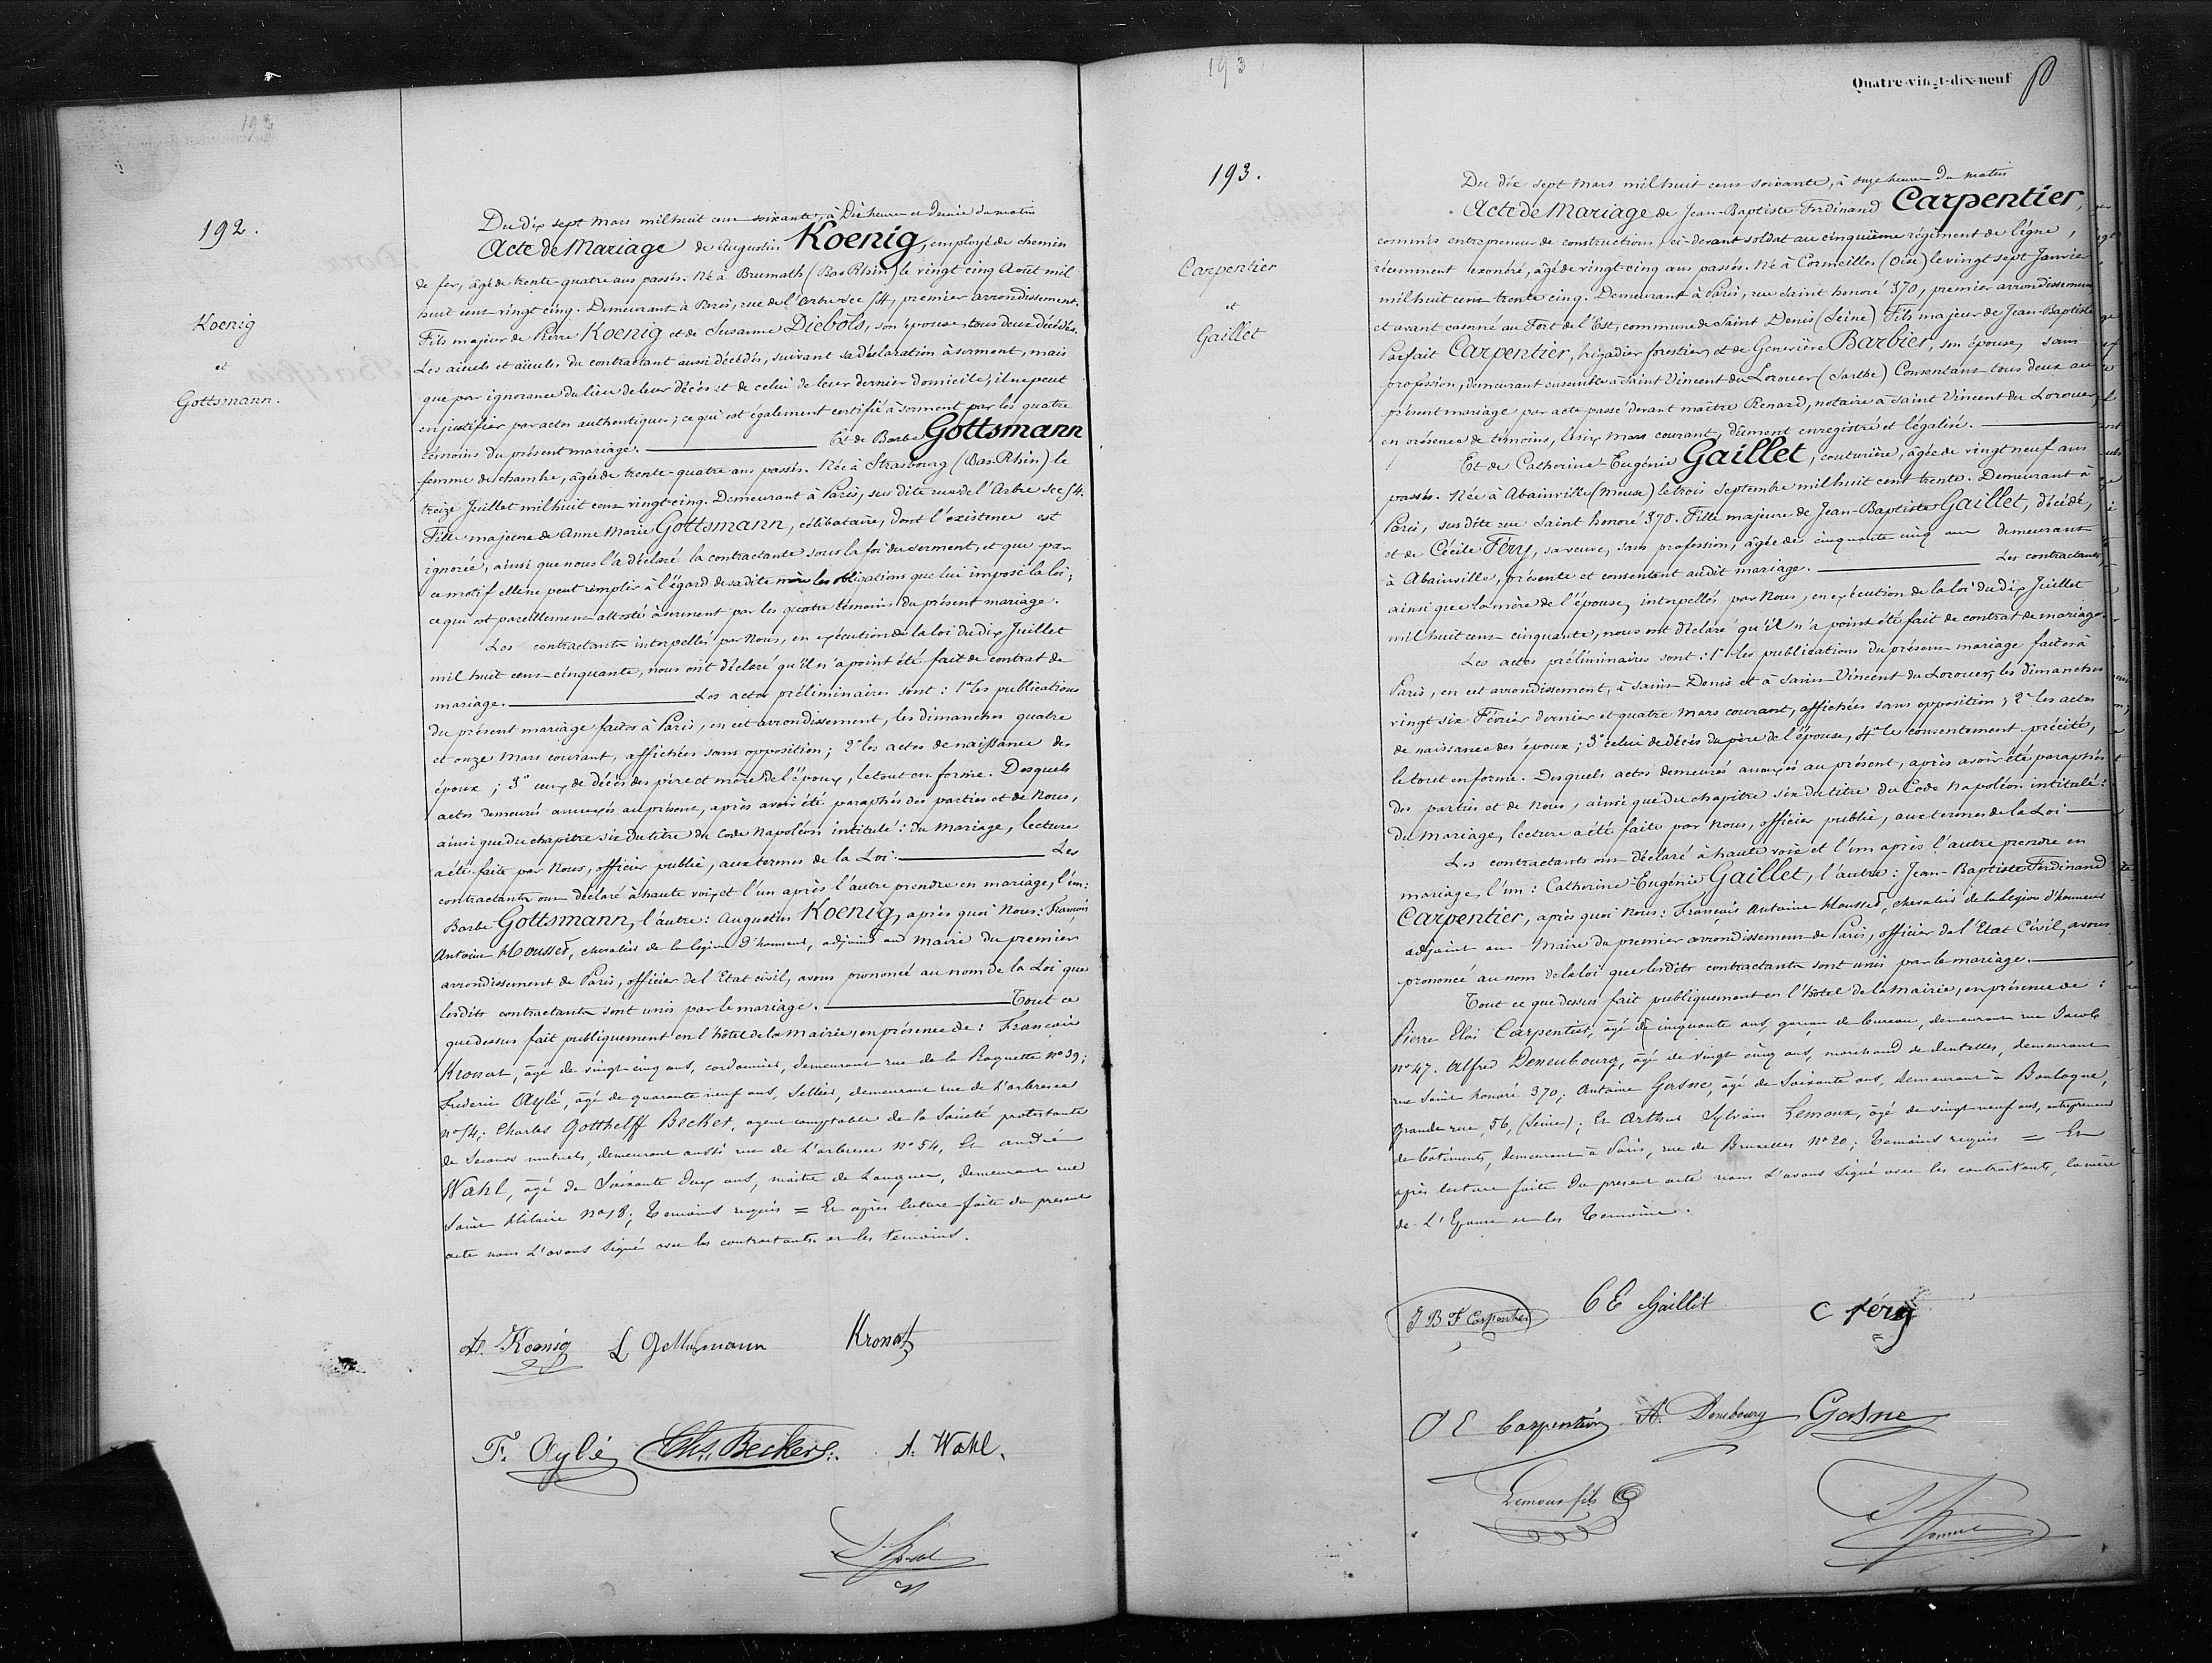 193
192.
Koenig
et
Gottsmann.
Du dix sept mars mil huit cent soixante, à Dix heures et demie du matin
Acte de Mariage de Augustin Koenig, employé de chemin
de fer, âgé de trente-quatre ans passés. Né à Brumath (Bas Rhin) le vingt cinq Août mil
huit cent vingt cinq. Demeurant à Paris, rue de l'arbre sec 54, premier arrondissement.
Fils majeur de Pierre Koenig et de Susanne Diebols, son épouse, tous deux décédés.
Les aïeuls et aïeules du contractant aussi décédés, suivant sa déclaration à serment, mais
que par ignorance du lieu de leur décès et de celui de leur dernier domicile, il ne peut
en justifier par actes authentiques; ce qui est également certifié à serment par les quatre
témoins du présent mariage. Et de Barbe Gottsmann
femme de chambre, âgée de trente-quatre ans passés. Née à Strasbourg (Bas-Rhin) le
treize Juillet mil huit cent vingt-cinq. Demeurant à Paris, sus dite rue de l'Arbre sec 54.
Fille majeure de Anne Marie Gottsmann, célibataire, dont l'existence est
ignorée, ainsi que nous l'a déclaré la contractante sous la foi du serment, et que par
ce motif elle ne peut remplir à l'égard de sa dite mère les obligations que lui impose la loi;
ce qui est pareillement attesté à serment par les quatre témoins du présent mariage.
Les contractants interpellés par Nous, en exécution de la loi du dix Juillet
mil huit cent cinquante, nous ont déclaré qu'il n'a point été fait de contrat de
mariage. Les actes préliminaires sont: 1° les publications
du présent mariage faites à Paris, en cet arrondissement, les dimanches quatre
et onze Mars courant, affichées sans opposition; 2° les actes de naissance des
époux; 3° ceux de décès des père et mère de l'époux, le tout en forme. Desquels
actes demeurés annexés au présent, après avoir été paraphés des parties et de Nous,
ainsi que du chapitre six du titre du Code Napoléon intitulé: du Mariage, lecture
a été faite par Nous, officier public, aux termes de la Loi. Les
contractants ont déclaré à haute voix et l'un après l'autre prendre en mariage, l'un:
Barbe Gottsmann, l'autre: Augustin Koenig, après quoi Nous: François
Antoine Housset, chevalier de la légion d'honneur, adjoint au Maire du premier
arrondissement de Paris, officier de l'Etat civil, avons prononcé au nom de la Loi que
lesdits contractants sont unis par le mariage. Tout ce
que dessus fait publiquement en l'hôtel de la Mairie, en présence de: François
Kronat, âgé de vingt-cinq ans, cordonnier, demeurant rue de la Roquette no 39;
Frederic Aylé, âgé de quarante neuf ans, Sellier, demeurant rue de l'arbresec
no 54; Charles Gotthelff Becker, agent comptable de la Société protestante
de Secours mutuels, demeurant aussi rue de l'arbresec no 54, Et andré
Wahl, âgé de Soixante deux ans, maître de Langues, demeurant rue
Saint Hilaire no 18; Temoins requis = Et après lecture faite du présent
acte nous l'avons signé avec les contractants et les temoins.
A. Koenig
Gottsmann
Kronat
F. Aylé
Chs. Becker
A. Wahl.
193
Quatre-vingt-dix-neuf
193.
Carpentier
et
Gaillet
Du dix sept Mars mil huit cent soixante, à onze heures du matin
Acte de Mariage de Jean-Baptiste-Ferdinand Carpentier,
commis entrepreneur de constructions, ci-devant soldat au cinquième régiment de ligne,
récemment exonéré, âgé de vingt-cinq ans passés. Né à Cormeilles (Oise) le vingt sept Janvier
mil huit cent trente cinq. Demeurant à Paris, rue Saint honoré 370, premier arrondissement
et avant caserné au Fort de l'Est, commune de Saint Denis (Seine) Fils majeur de Jean-Baptiste
Parfait Carpentier, brigadier forestier, et de Geneviève Barbier, son épouse, sans
profession, demeurant ensemble à Saint Vincent du Lorouer (Sarthe) Consentant tous deux au
présent mariage par acte passé devant maître Renard, notaire à Saint Vincent du Lorouer,
en présence de témoins, le six Mars courant, dûment enregistré et légalisé.
Et de Catherine-Eugénie Gaillet, couturière, âgée de vingt neuf ans
passés. Née à Abainville (Meuse) le trois Septembre mil huit cent trente. Demeurant à
Paris, sus dite rue Saint honoré 370. Fille majeure de Jean-Baptiste Gaillet, décédé,
et de Cécile Féry, sa veuve, sans profession, âgée de cinquante cinq ans demeurant
à Abainville, présente et consentant audit mariage. Les contractants,
ainsi que la mère de l'épouse, interpellés par Nous, en exécution de la loi du dix Juillet
mil huit cent cinquante, nous ont déclaré qu'il n'a point été fait de contrat de mariage.
Les actes préliminaires sont: 1° les publications du présent mariage faites à
Paris, en cet arrondissement, à Saint Denis et à Saint-Vincent du Lorouer, les dimanches
vingt six Février dernier et quatre Mars courant, affichées sans opposition; 2° les actes
de naissance des époux; 3° celui de décès du père de l'épouse, 4° le consentement précité,
le tout en forme. Desquels actes demeurés annexés au présent, après avoir été paraphés
des parties et de Nous, ainsi que du chapitre six du titre du Code Napoléon intitulé:
du Mariage, lecture a été faite par Nous, officier public, aux termes de la Loi
Les contractants ont déclaré à haute voix et l'un après l'autre prendre en
mariage, l'un: Catherine-Eugénie Gaillet, l'autre: Jean-Baptiste Ferdinand
Carpentier, après quoi Nous: François Antoine Housset, chevalier de la légion d'honneur
adjoint au Maire du premier arrondissement de Paris, officier de l'Etat Civil, avons
prononcé au nom de la loi que lesdits contractants sont unis par le mariage.
Tout ce que dessus fait publiquement en l'hôtel de la Mairie, en présence de:
Pierre Eloi Carpentier, âgé de cinquante ans, garçon de bureau, demeurant rue Jacob
no 47. Alfred Deneubourg, âgé de vingt cinq ans, marchand de dentelles, demeurant
rue Saint honoré 370; Antoine Gasne, âgé de Soixante ans, demeurant à Boulogne,
Grande rue, 56, (Seine); Et Arthur Sylvain Lemoux, âgé de vingt-neuf ans, entrepreneur
de batiments, demeurant à Paris, rue de Bruxelles no 20; Temoins requis = Et
après lecture faite du present acte nous l'avons signé avec les contractants, la mère
de l'Epouse et les Temoins.
J B F Carpentier
C E Gaillet
C Féry
P E Carpentier
A. Deneubourg
Gasne
Lemoux fils